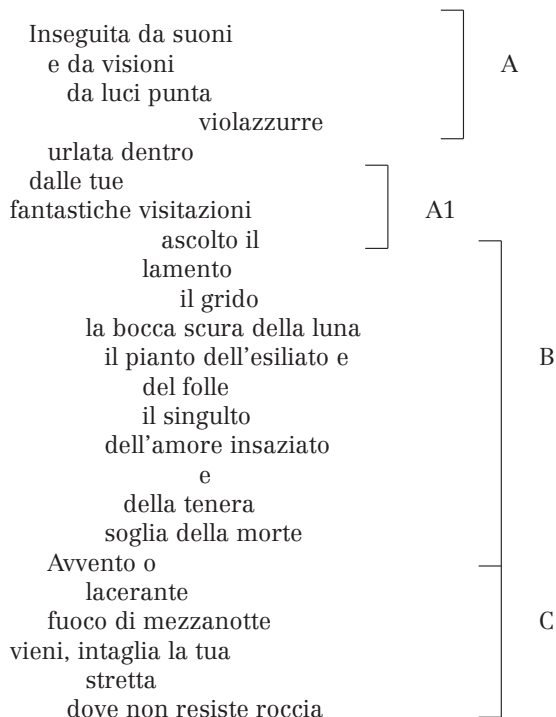 Inseguita da suoni
e da visioni
A
da luci punta
violazzurre
urlata dentro
dalle tue
fantastiche visitazioni
A1
ascolto il
lamento
il grido
la bocca scura della luna
il pianto dell'esiliato e
B
del folle
il singulto
dell'amore insaziato
e
della tenera
soglia della morte
Avvento o
lacerante
fuoco di mezzanotte
C
vieni, intaglia la tua
stretta
dove non resiste roccia